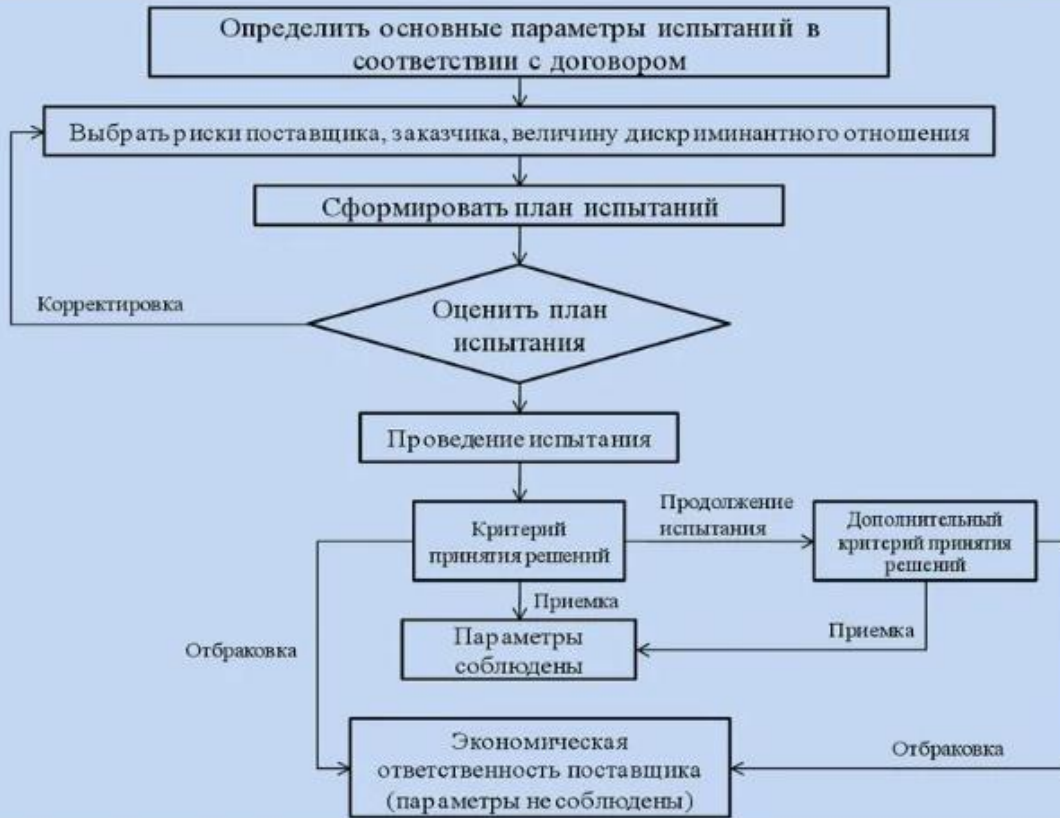 Определить основные параметры испытаний в
соответствии с договором
Выбрать риски поставщика, заказчика, величину дискриминантного отношения
Сформировать план испытаний
Корректировка
Оценить план
испытания
Проведение испытания
Критерий
принятия решений
Продолжение
испытания
Дополнительный
критерий принятия
решений
Приемка
Параметры
соблюдены
Приемка
Отбраковка
Экономическая
ответственность поставщика
(параметры не соблюдены)
Отбраковка